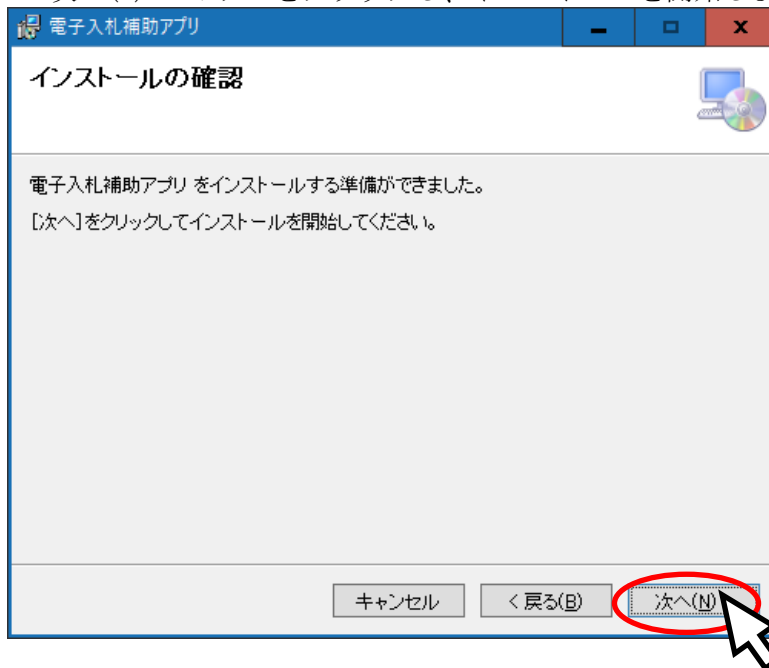 電子入札補助アプリ
インストールの確認
電子入札補助アプリ をインストールする準備ができました。
[次へ]をクリックしてインストールを開始してください。
キャンセル
< 戻る(B)
次へ(N)